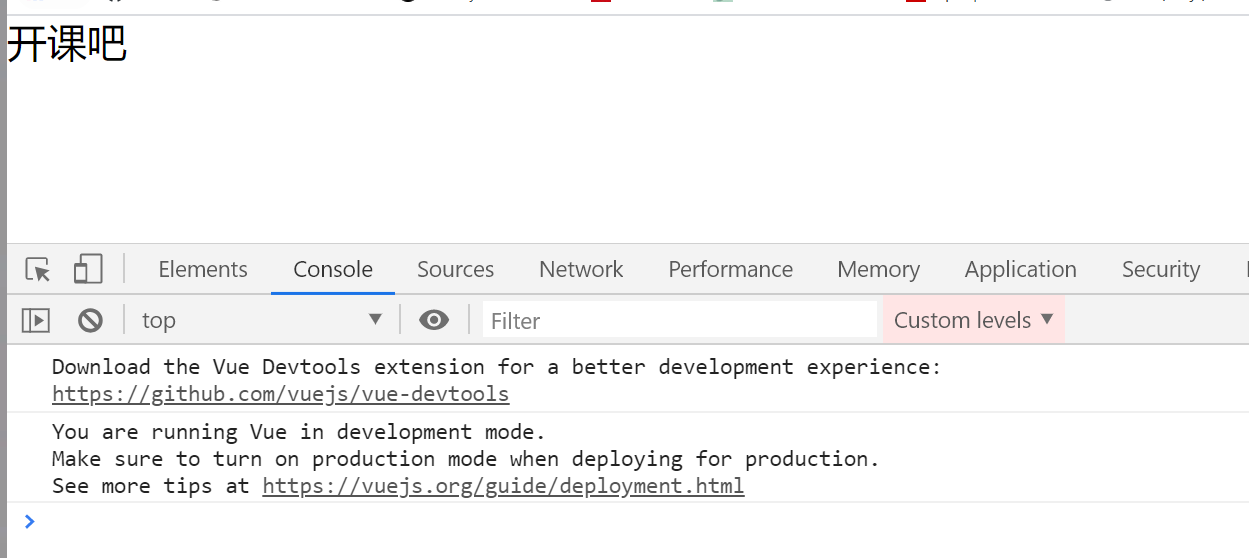 开课吧
Elements Console Sources Network Performance Memory Application Security
top Filter Custom levels
Download the Vue Devtools extension for a better development experience:
https://github.com/vuejs/vue-devtools
You are running Vue in development mode.
Make sure to turn on production mode when deploying for production.
See more tips at https://vuejs.org/guide/deployment.html